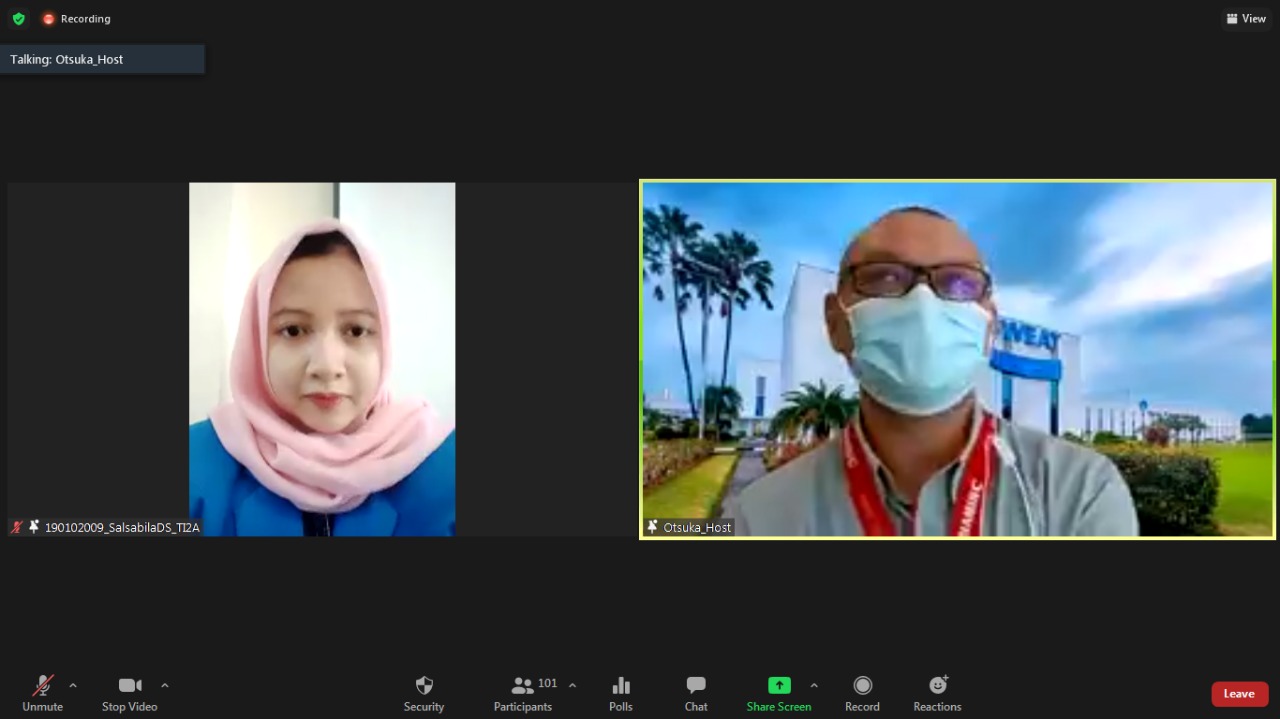 Recording
View
Talking: Otsuka_Host
WEAT
190102009_SalsabilaDS_TI2A
Otsuka_Host
101
Unmute
Stop Video
Security
Participants
Polls
Chat
Share Screen
Record
Reactions
Leave